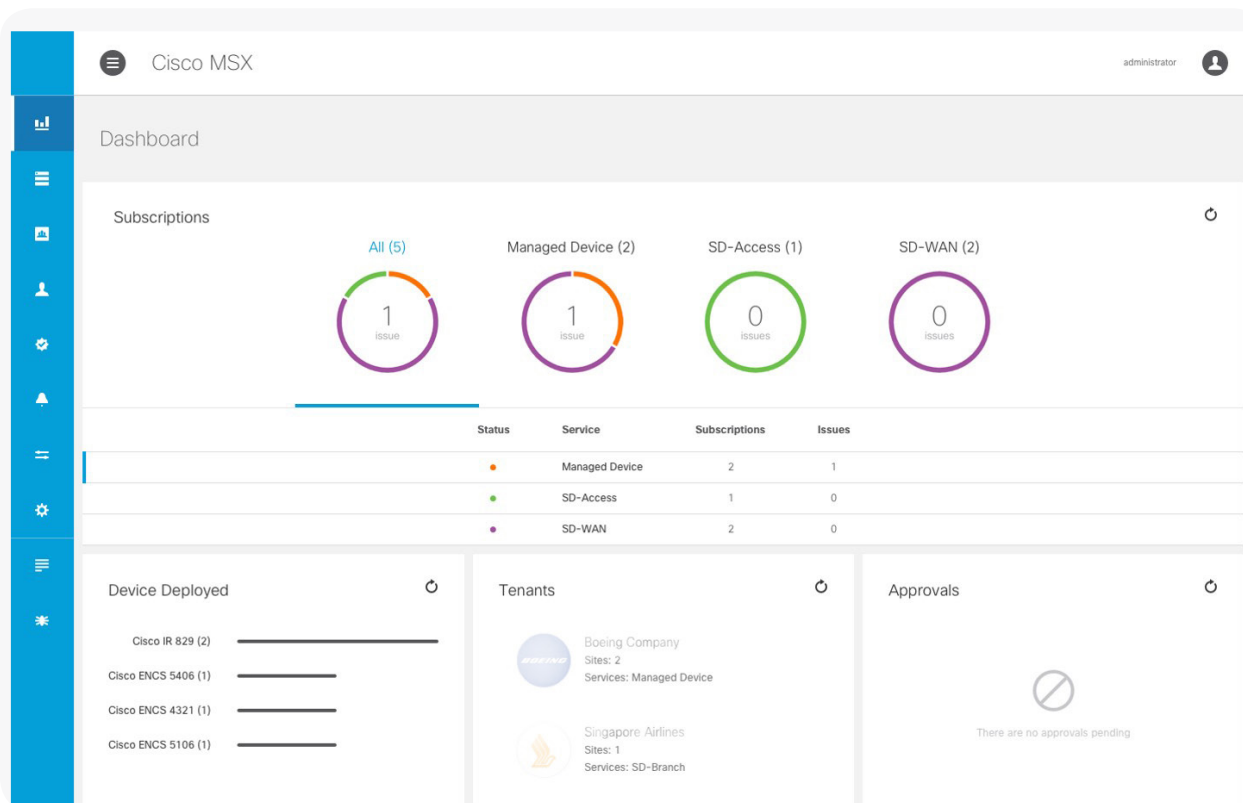 Cisco MSX
administrator
Dashboard
Subscriptions
All (5)
Managed Device (2)
SD-Access (1)
SD-WAN (2)
1
issue
1
issue
0
issues
0
issues
Status Service Subscriptions Issues
Managed Device 2 1
SD-Access 1 0
SD-WAN 2 0
Device Deployed
Cisco IR 829 (2)
Cisco ENCS 5406 (1)
Cisco ENCS 4321 (1)
Cisco ENCS 5106 (1)
Tenants
BOEING
Boeing Company
Sites: 2
Services: Managed Device
Singapore Airlines
Sites: 1
Services: SD-Branch
Approvals
There are no approvals pending